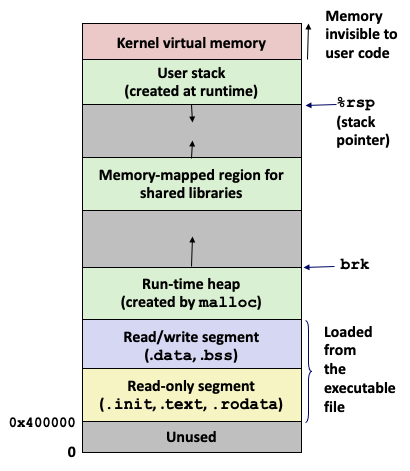 Memory
invisible to
user code
Kernel virtual memory
User stack
(created at runtime)
%rsp
(stack
pointer)
Memory-mapped region for
shared libraries
brk
Run-time heap
(created by malloc)
Read/write segment
(.data, .bss)
Read-only segment
(.init, .text, .rodata)
Loaded
from
the
executable
file
0x400000
Unused
0